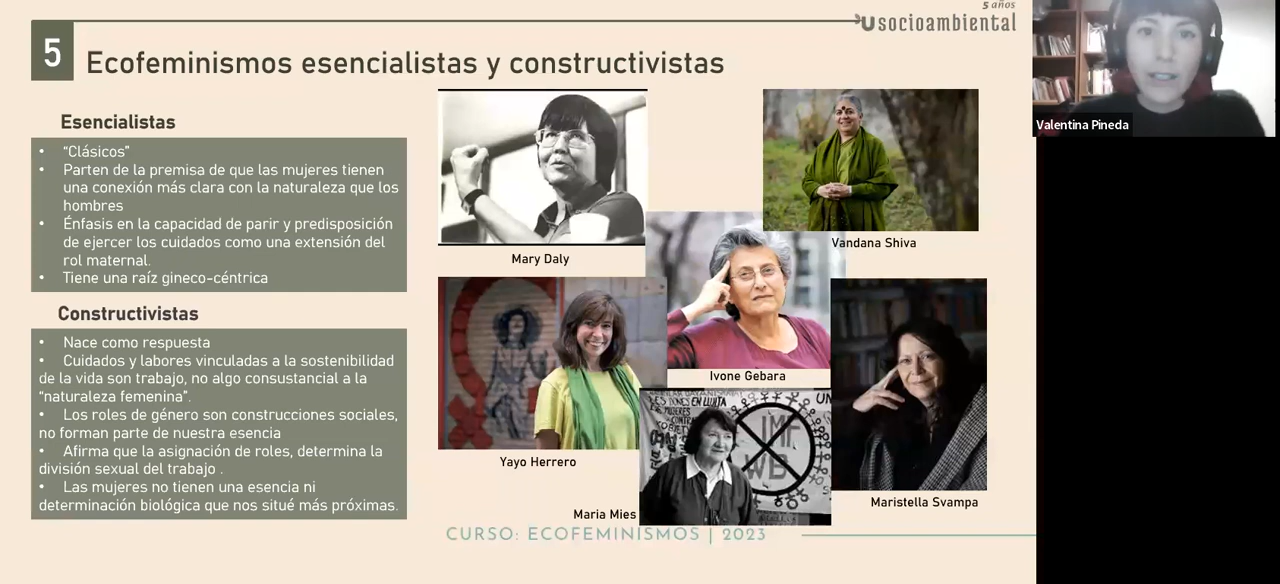 5 años
socioambiental
5
Ecofeminismos esencialistas y constructivistas
Valentina Pineda
Esencialistas
• “Clásicos”
• Parten de la premisa de que las mujeres tienen
una conexión más clara con la naturaleza que los
hombres
• Énfasis en la capacidad de parir y predisposición
de ejercer los cuidados como una extensión del
rol maternal.
• Tiene una raíz gineco-céntrica
Constructivistas
• Nace como respuesta
• Cuidados y labores vinculadas a la sostenibilidad
de la vida son trabajo, no algo consustancial a la
“naturaleza femenina”.
• Los roles de género son construcciones sociales,
no forman parte de nuestra esencia
• Afirma que la asignación de roles, determina la
división sexual del trabajo .
• Las mujeres no tienen una esencia ni
determinación biológica que nos situé más próximas.
Mary Daly
Vandana Shiva
Ivone Gebara
Yayo Herrero
Maria Mies
IMF
WB
Maristella Svampa
CURSO: ECOFEMINISMOS | 2023